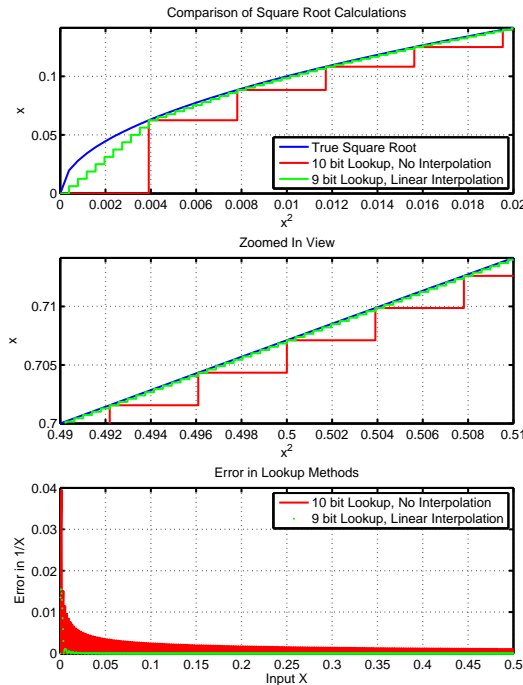 Comparison of Square Root Calculations
0.1
0.05
0
x
True Square Root
10 bit Lookup, No Interpolation
9 bit Lookup, Linear Interpolation
0 0.002 0.004 0.006 0.008 0.01 0.012 0.014 0.016 0.018 0.02
x²
Zoomed In View
0.71
0.705
0.7
x
0.49 0.492 0.494 0.496 0.498 0.5 0.502 0.504 0.506 0.508 0.51
x²
Error in Lookup Methods
0.04
0.03
0.02
0.01
0
Error in 1/X
10 bit Lookup, No Interpolation
9 bit Lookup, Linear Interpolation
0 0.05 0.1 0.15 0.2 0.25 0.3 0.35 0.4 0.45 0.5
Input X